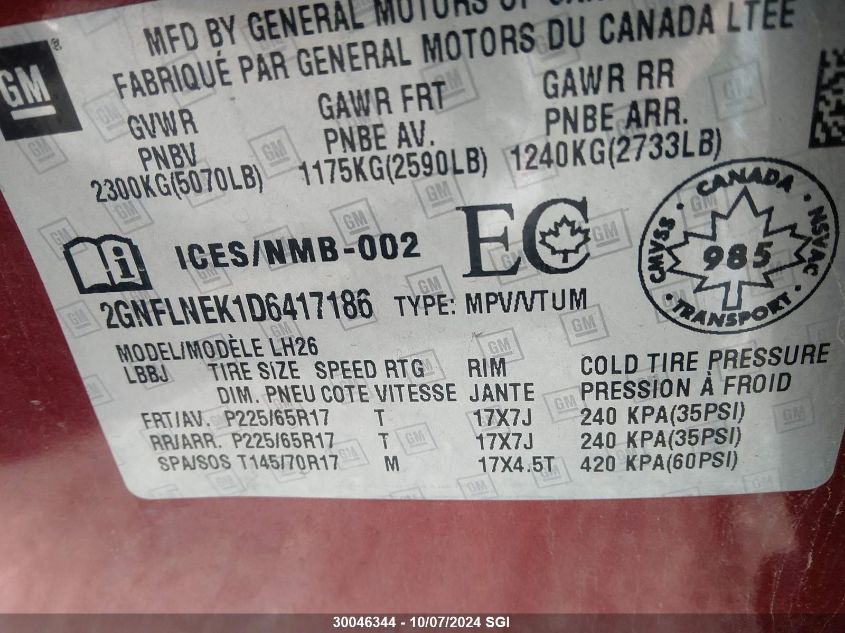 MFD BY GENERAL MOTORS OF
FABRIQUÉ PAR GENERAL MOTORS DU CANADA LTÉE
GM
GVWR
PNBV
2300KG(5070LB)
GAWR FRT
PNBE AV.
1175KG(2590LB)
GAWR RR
PNBE ARR.
1240KG(2733LB)
i
ICES/NMB-002
EC
CANADA
CMVSS NSVAC
985
TRANSPORT
2GNFLNEK1D6417186 TYPE: MPV/VTUM
MODEL/MODÈLE LH26
LBBJ TIRE SIZE SPEED RTG RIM COLD TIRE PRESSURE
DIM. PNEU COTE VITESSE JANTE PRESSION À FROID
FRT/AV. P225/65R17 T 17X7J 240 KPA(35PSI)
RR/ARR. P225/65R17 T 17X7J 240 KPA(35PSI)
SPA/SOS T145/70R17 M 17X4.5T 420 KPA(60PSI)
30046344 - 10/07/2024 SGI